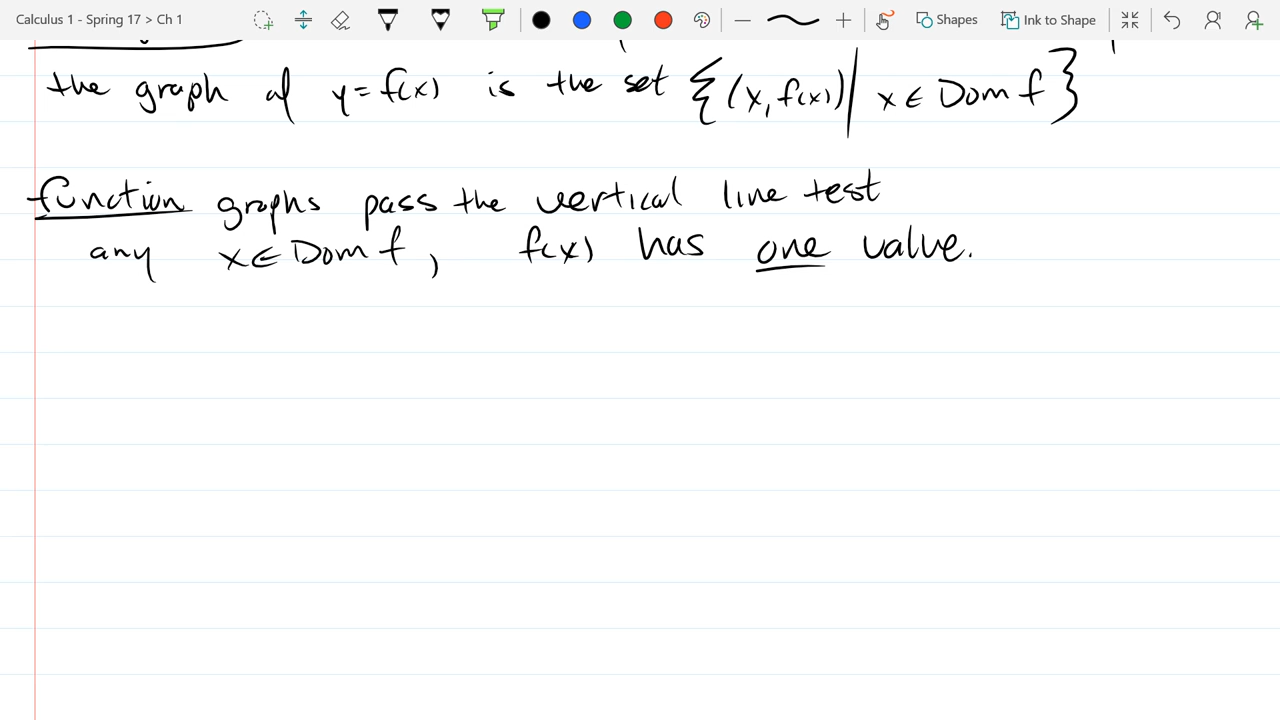 Calculus 1 - Spring 17 > Ch 1
Shapes
Ink to Shape
the graph of y=f(x) is the set {(x, f(x)) | x ∈ Dom f}
function graphs pass the vertical line test
any x ∈ Dom f, f(x) has one value.